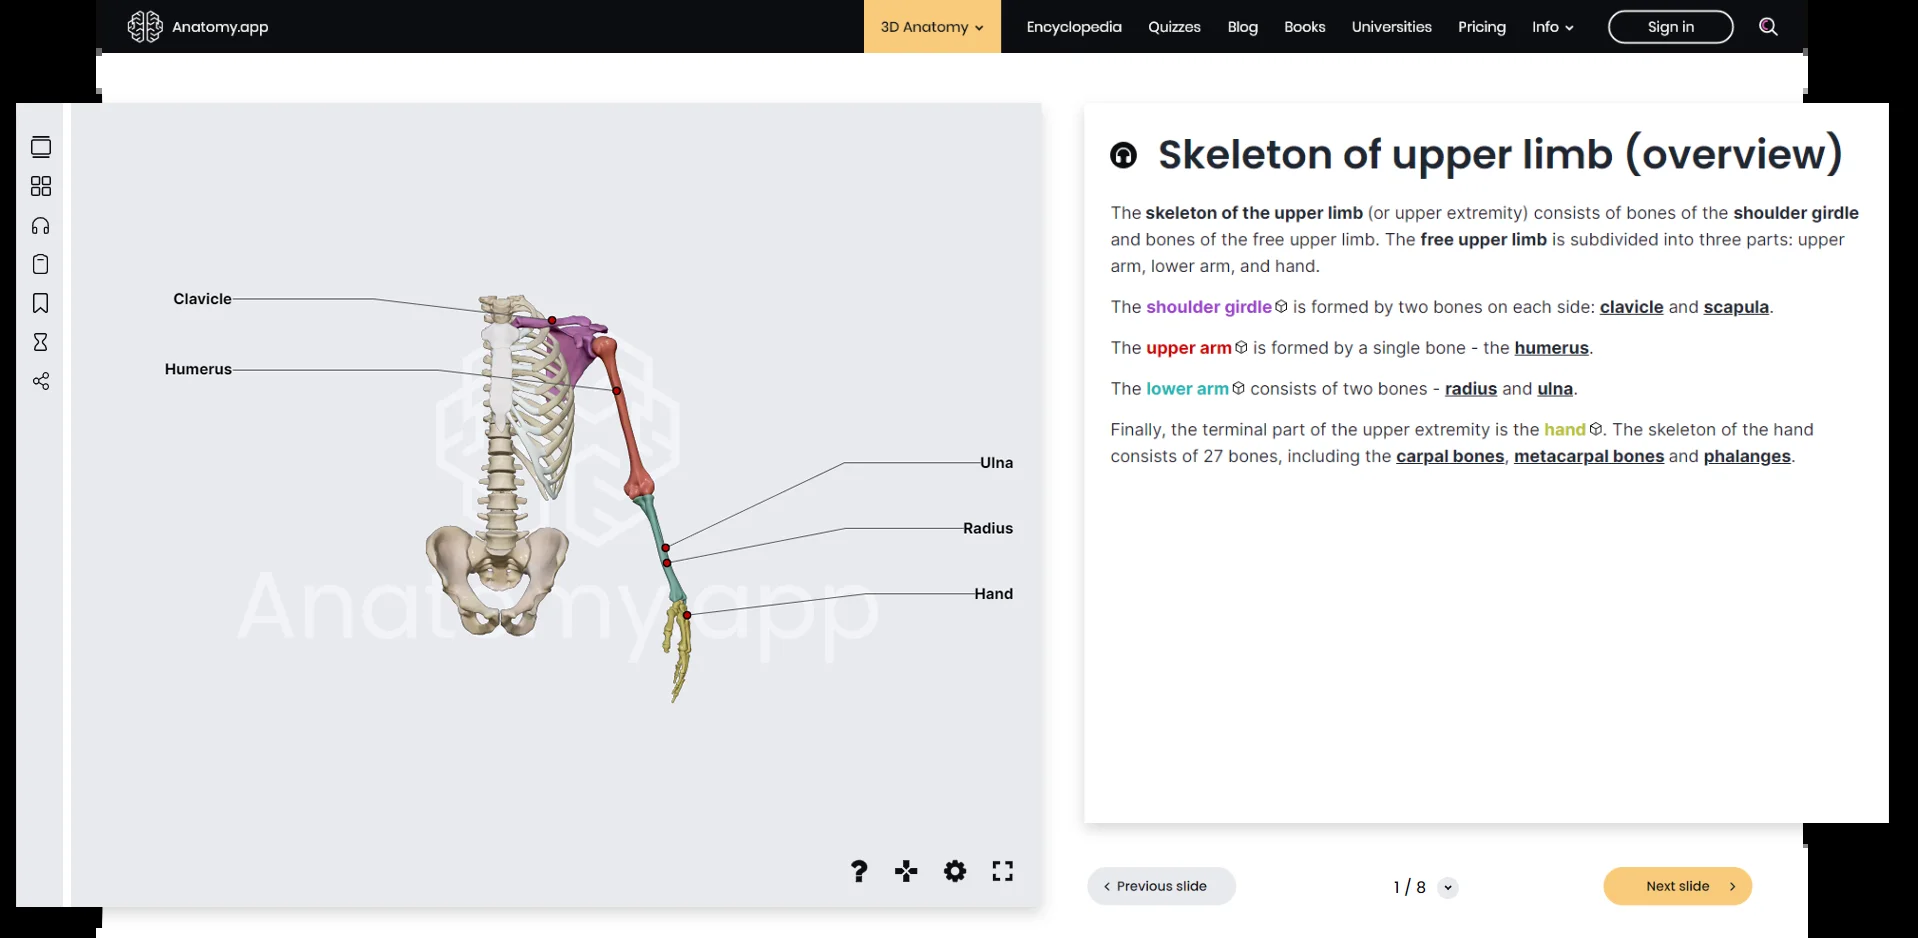 Anatomy.app
3D Anatomy
Encyclopedia
Quizzes
Blog
Books
Universities
Pricing
Info
Sign in
Clavicle
Humerus
Ulna
Radius
Hand
Anatomy.app
Skeleton of upper limb (overview)
The skeleton of the upper limb (or upper extremity) consists of bones of the shoulder girdle
and bones of the free upper limb. The free upper limb is subdivided into three parts: upper
arm, lower arm, and hand.
The shoulder girdle is formed by two bones on each side: clavicle and scapula.
The upper arm is formed by a single bone - the humerus.
The lower arm consists of two bones - radius and ulna.
Finally, the terminal part of the upper extremity is the hand. The skeleton of the hand
consists of 27 bones, including the carpal bones, metacarpal bones and phalanges.
Previous slide
1 / 8
Next slide